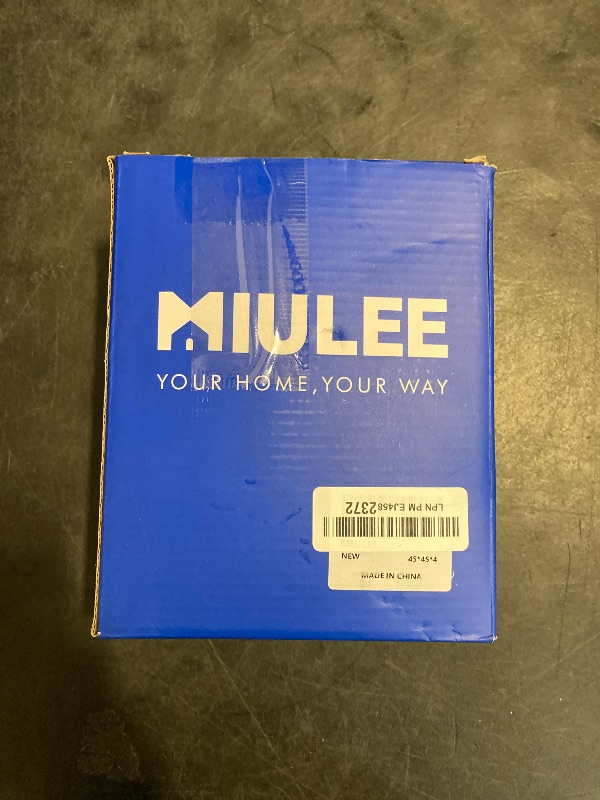 MIULEE
YOUR HOME, YOUR WAY
LPN PM EJ4582372
NEW 45*45*4
MADE IN CHINA